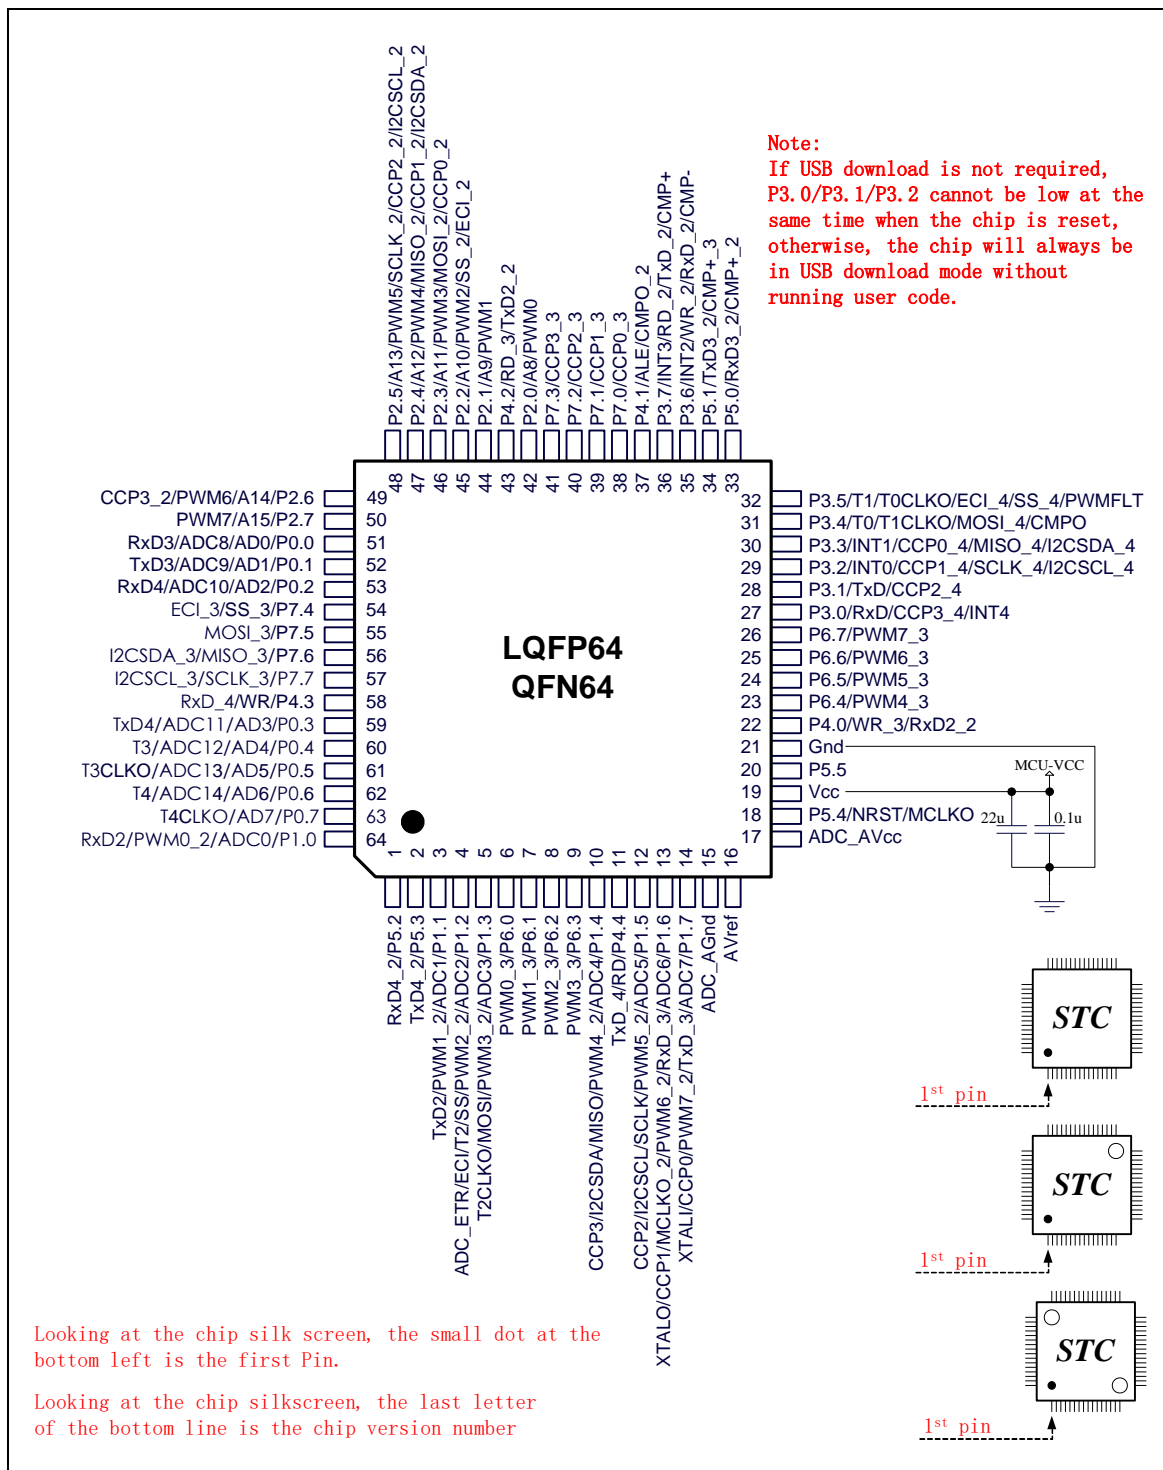 P2.5/A13/PWM5/SCLK_2/CCP2_2/I2CSCL_2
P2.4/A12/PWM4/MISO_2/CCP1_2/I2CSDA_2
P2.3/A11/PWM3/MOSI_2/CCP0_2
P2.2/A10/PWM2/SS_2/ECI_2
P2.1/A9/PWM1
P4.2/RD_3/TxD2_2
P2.0/A8/PWM0
P7.3/CCP3_3
P7.2/CCP2_3
P7.1/CCP1_3
P7.0/CCP0_3
P4.1/ALE/CMPO_2
P3.7/INT3/RD_2/TxD_2/CMP+
P3.6/INT2/WR_2/RxD_2/CMP-
P5.1/TxD3_2/CMP+_3
P5.0/RxD3_2/CMP+_2
Note:
If USB download is not required,
P3.0/P3.1/P3.2 cannot be low at the
same time when the chip is reset,
otherwise, the chip will always be
in USB download mode without
running user code.
48 47 46 45 44 43 42 41 40 39 38 37 36 35 34 33
CCP3_2/PWM6/A14/P2.6 49
PWM7/A15/P2.7 50
RxD3/ADC8/AD0/P0.0 51
TxD3/ADC9/AD1/P0.1 52
RxD4/ADC10/AD2/P0.2 53
ECI_3/SS_3/P7.4 54
MOSI_3/P7.5 55
I2CSDA_3/MISO_3/P7.6 56
I2CSCL_3/SCLK_3/P7.7 57
RxD_4/WR/P4.3 58
TxD4/ADC11/AD3/P0.3 59
T3/ADC12/AD4/P0.4 60
T3CLKO/ADC13/AD5/P0.5 61
T4/ADC14/AD6/P0.6 62
T4CLKO/AD7/P0.7 63
RxD2/PWM0_2/ADC0/P1.0 64
LQFP64
QFN64
32 P3.5/T1/T0CLKO/ECI_4/SS_4/PWMFLT
31 P3.4/T0/T1CLKO/MOSI_4/CMPO
30 P3.3/INT1/CCP0_4/MISO_4/I2CSDA_4
29 P3.2/INT0/CCP1_4/SCLK_4/I2CSCL_4
28 P3.1/TxD/CCP2_4
27 P3.0/RxD/CCP3_4/INT4
26 P6.7/PWM7_3
25 P6.6/PWM6_3
24 P6.5/PWM5_3
23 P6.4/PWM4_3
22 P4.0/WR_3/RxD2_2
21 Gnd
20 P5.5
19 Vcc
18 P5.4/NRST/MCLKO
17 ADC_AVcc
MCU-VCC
22u
0.1u
1 2 3 4 5 6 7 8 9 10 11 12 13 14 15 16
RxD4_2/P5.2
TxD4_2/P5.3
TxD2/PWM1_2/ADC1/P1.1
ADC_ETR/ECI/T2/SS/PWM2_2/ADC2/P1.2
T2CLKO/MOSI/PWM3_2/ADC3/P1.3
PWM0_3/P6.0
PWM1_3/P6.1
PWM2_3/P6.2
PWM3_3/P6.3
CCP3/I2CSDA/MISO/PWM4_2/ADC4/P1.4
TxD_4/RD/P4.4
CCP2/I2CSCL/SCLK/PWM5_2/ADC5/P1.5
XTALO/CCP1/MCLKO_2/PWM6_2/RxD_3/ADC6/P1.6
XTALI/CCP0/PWM7_2/TxD_3/ADC7/P1.7
ADC_AGnd
AVref
STC
1st pin
STC
1st pin
STC
1st pin
Looking at the chip silk screen, the small dot at the
bottom left is the first Pin.
Looking at the chip silkscreen, the last letter
of the bottom line is the chip version number